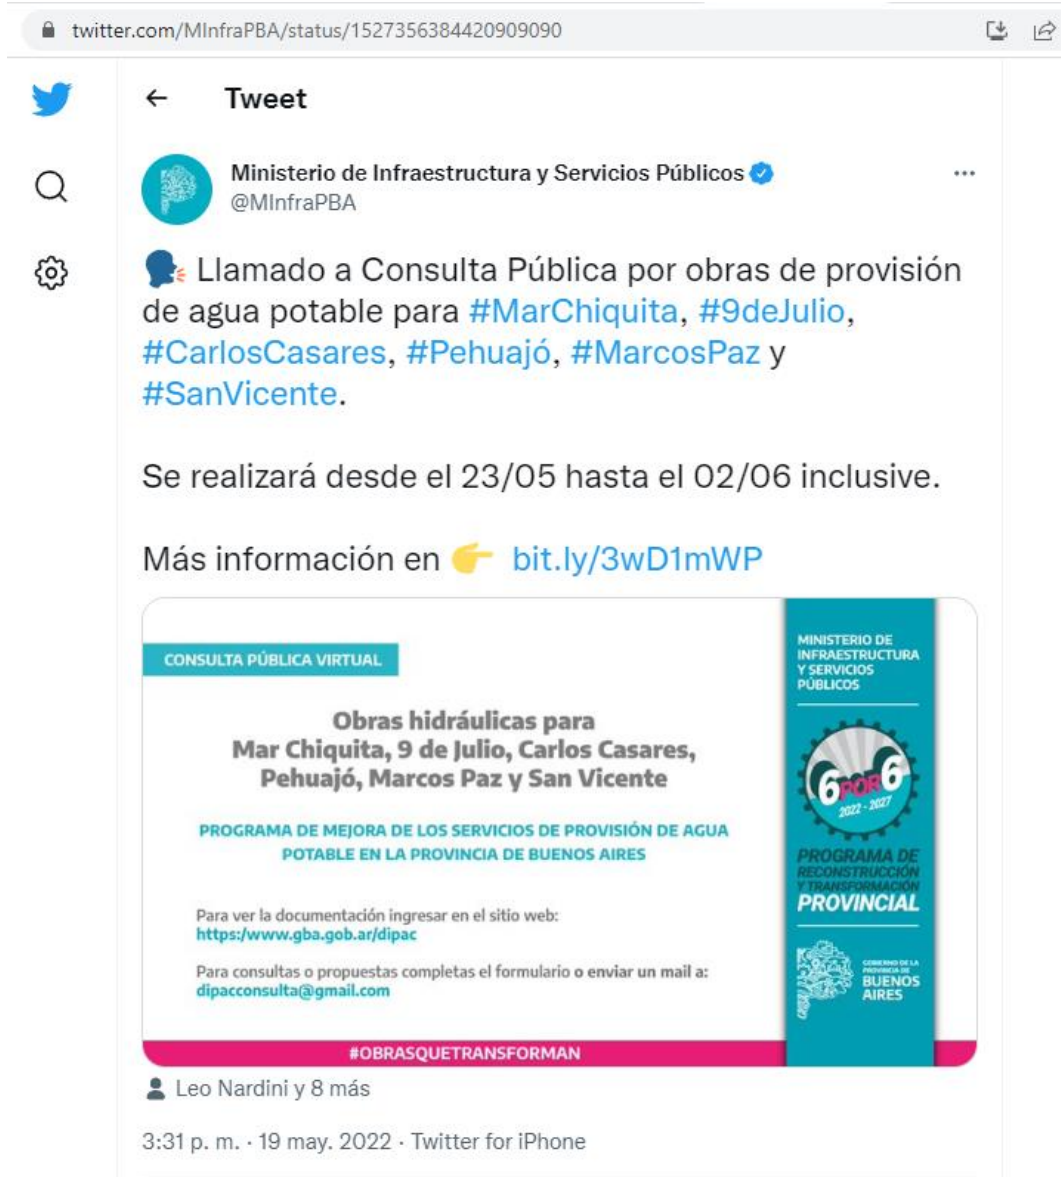 twitter.com/MInfraPBA/status/1527356384420909090
Tweet
Ministerio de Infraestructura y Servicios Públicos
@MInfraPBA
Llamado a Consulta Pública por obras de provisión
de agua potable para #MarChiquita, #9deJulio,
#CarlosCasares, #Pehuajó, #MarcosPaz y
#SanVicente.
Se realizará desde el 23/05 hasta el 02/06 inclusive.
Más información en bit.ly/3wD1mWP
CONSULTA PÚBLICA VIRTUAL
Obras hidráulicas para
Mar Chiquita, 9 de Julio, Carlos Casares,
Pehuajó, Marcos Paz y San Vicente
PROGRAMA DE MEJORA DE LOS SERVICIOS DE PROVISIÓN DE AGUA
POTABLE EN LA PROVINCIA DE BUENOS AIRES
Para ver la documentación ingresar en el sitio web:
https:/www.gba.gob.ar/dipac
Para consultas o propuestas completas el formulario o enviar un mail a:
dipacconsulta@gmail.com
#OBRASQUETRANSFORMAN
MINISTERIO DE
INFRAESTRUCTURA
Y SERVICIOS
PÚBLICOS
6POR6
2022 - 2027
PROGRAMA DE
RECONSTRUCCIÓN
Y TRANSFORMACIÓN
PROVINCIAL
GOBIERNO DE LA
PROVINCIA DE
BUENOS
AIRES
Leo Nardini y 8 más
3:31 p. m. · 19 may. 2022 · Twitter for iPhone